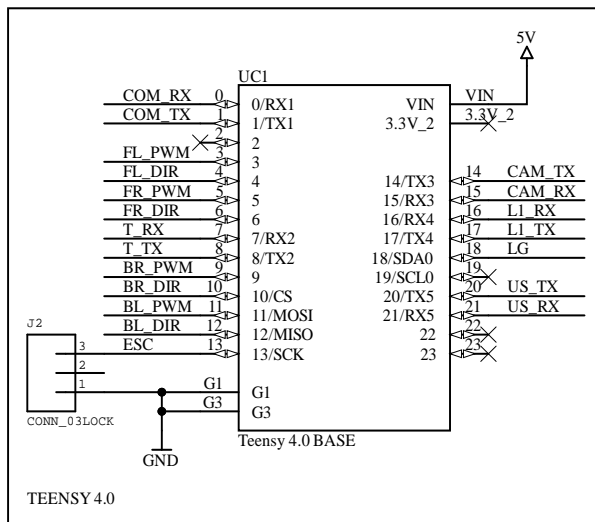 5V
UC1
COM_RX 0 0/RX1 VIN VIN
COM_TX 1 1/TX1 3.3V_2 3.3V_2
2 2
FL_PWM 3 3
FL_DIR 4 4 14/TX3 14 CAM_TX
FR_PWM 5 5 15/RX3 15 CAM_RX
FR_DIR 6 6 16/RX4 16 L1_RX
T_RX 7 7/RX2 17/TX4 17 L1_TX
T_TX 8 8/TX2 18/SDA0 18 LG
BR_PWM 9 9 19/SCL0 19
BR_DIR 10 10/CS 20/TX5 20 US_TX
BL_PWM 11 11/MOSI 21/RX5 21 US_RX
BL_DIR 12 12/MISO 22 22
ESC 13 13/SCK 23 23
J2
3
2
1
CONN_03LOCK
G1 G1
G3 G3
Teensy 4.0 BASE
GND
TEENSY 4.0